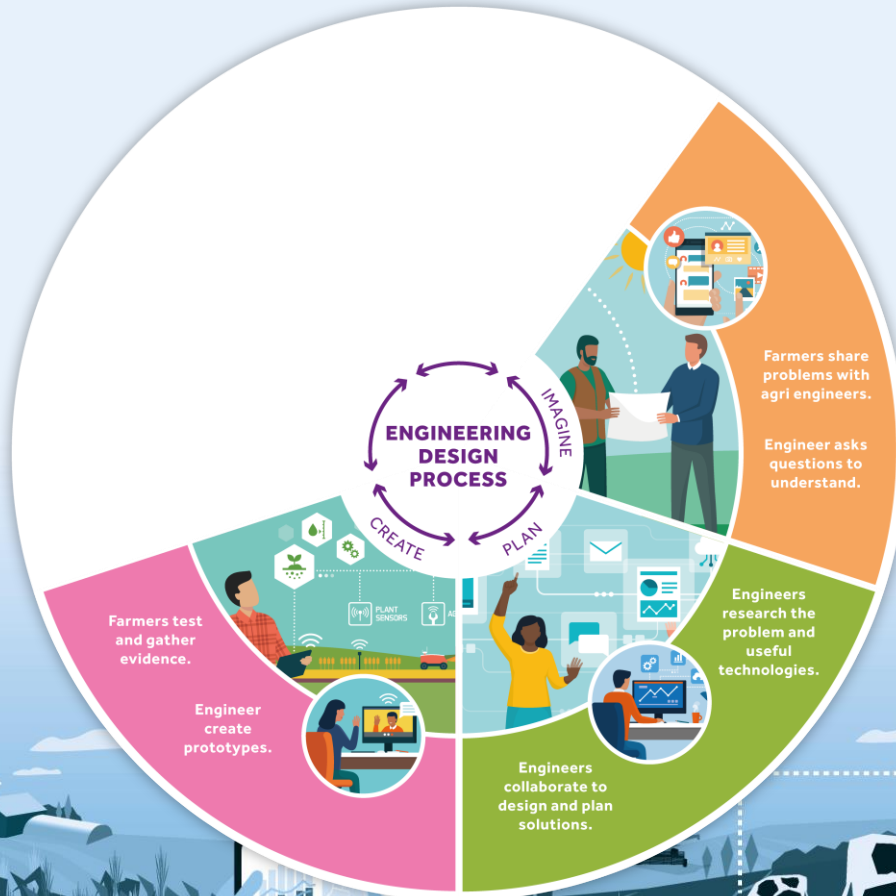 ENGINEERING
DESIGN
PROCESS
IMAGINE
PLAN
CREATE
Farmers share
problems with
agri engineers.
Engineer asks
questions to
understand.
Engineers
research the
problem and
useful
technologies.
Engineers
collaborate to
design and plan
solutions.
Farmers test
and gather
evidence.
Engineer
create
prototypes.
PLANT
SENSORS